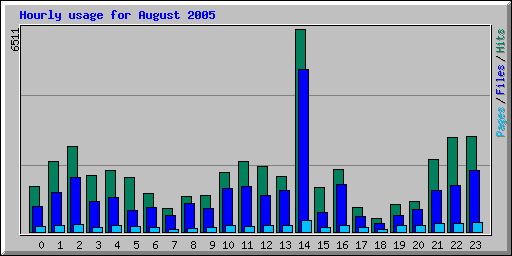 Hourly usage for August 2005
6511
Pages / Files / Hits
0 1 2 3 4 5 6 7 8 9 10 11 12 13 14 15 16 17 18 19 20 21 22 23